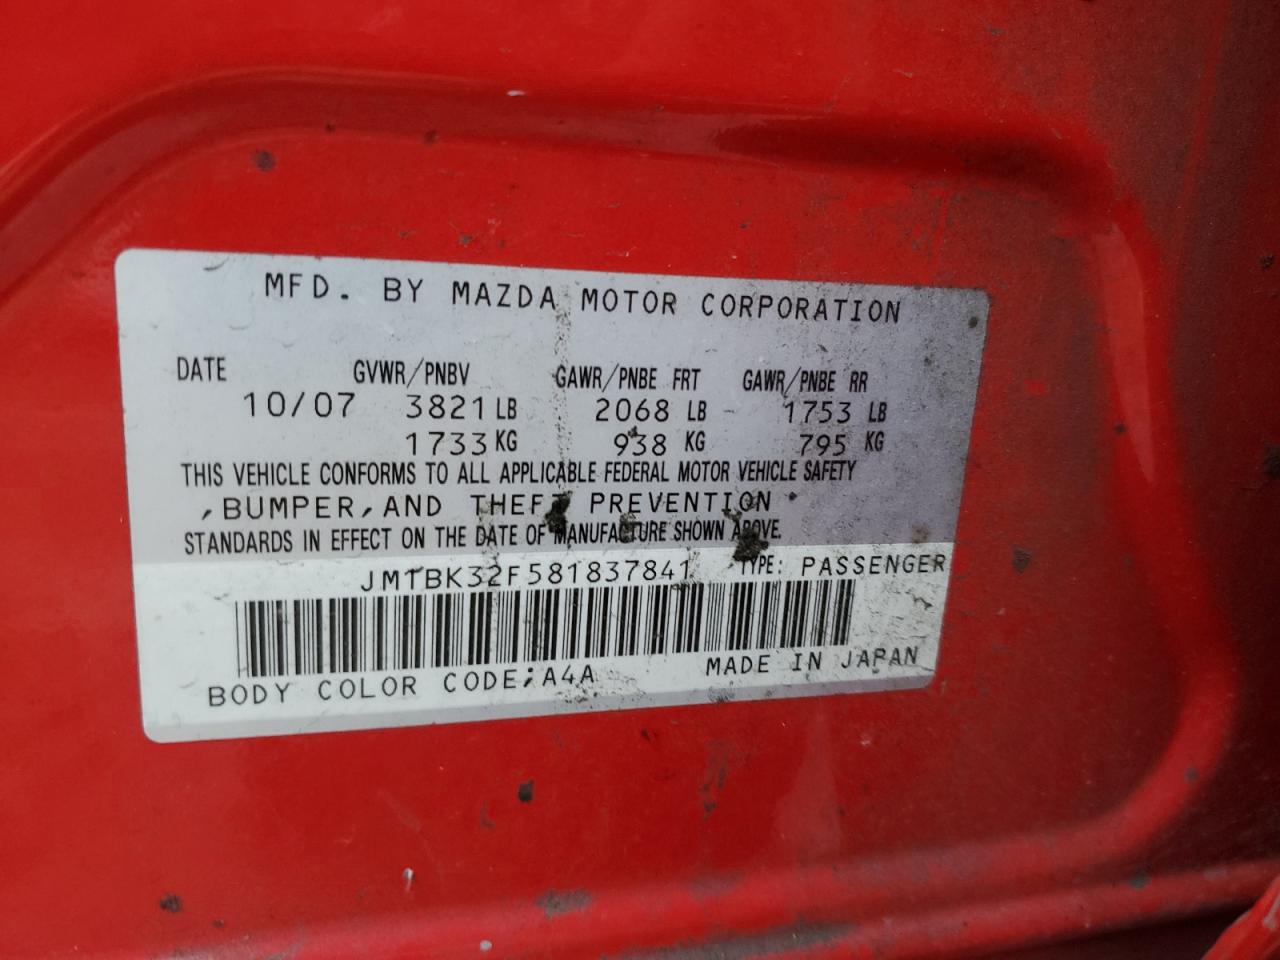 MFD. BY MAZDA MOTOR CORPORATION
DATE GVWR/PNBV GAWR/PNBE FRT GAWR/PNBE RR
10/07 3821 LB 2068 LB 1753 LB
1733 KG 938 KG 795 KG
THIS VEHICLE CONFORMS TO ALL APPLICABLE FEDERAL MOTOR VEHICLE SAFETY
,BUMPER,AND THEFT PREVENTION
STANDARDS IN EFFECT ON THE DATE OF MANUFACTURE SHOWN ABOVE.
JM1BK32F581837841 TYPE: PASSENGER
BODY COLOR CODE:A4A MADE IN JAPAN